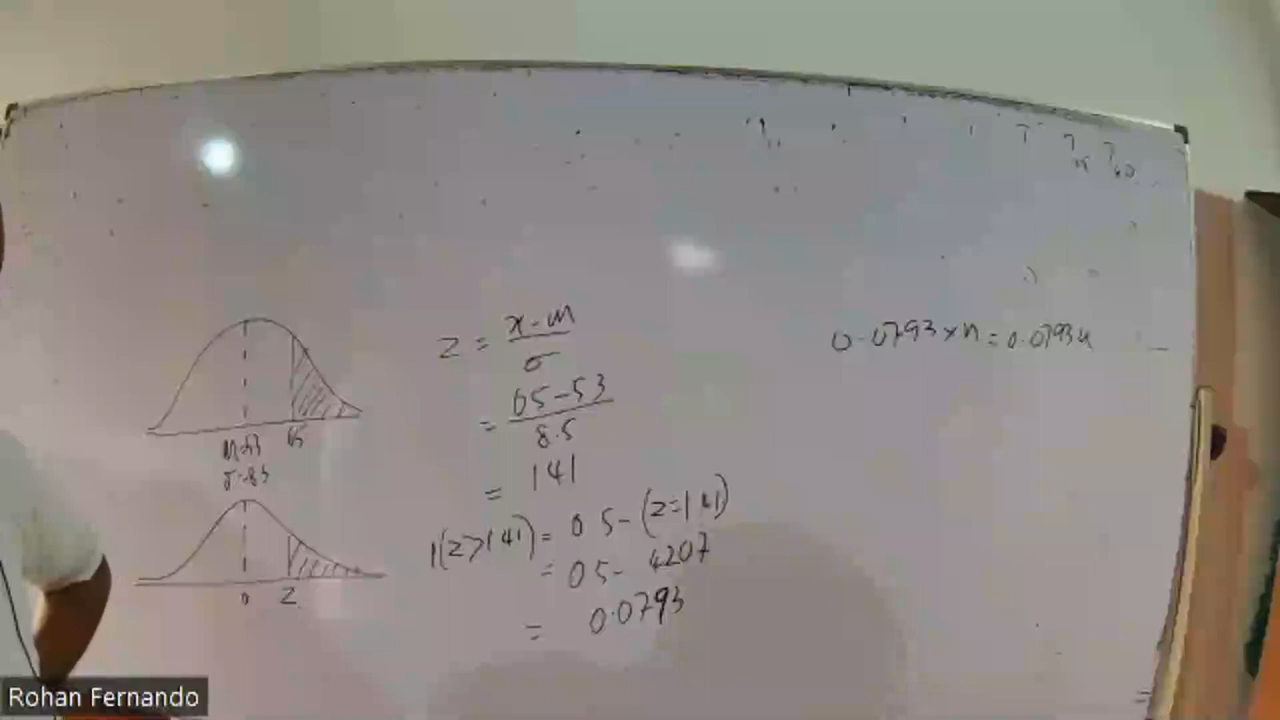 z = x - μ / σ
= 65 - 53 / 8.5
= 1.41
P(z > 1.41) = 0.5 - (z = 1.41)
= 0.5 - .4207
= 0.0793
μ = 53 65
σ = 8.5
0 Z
0.0793 × n = 0.0793n
Rohan Fernando